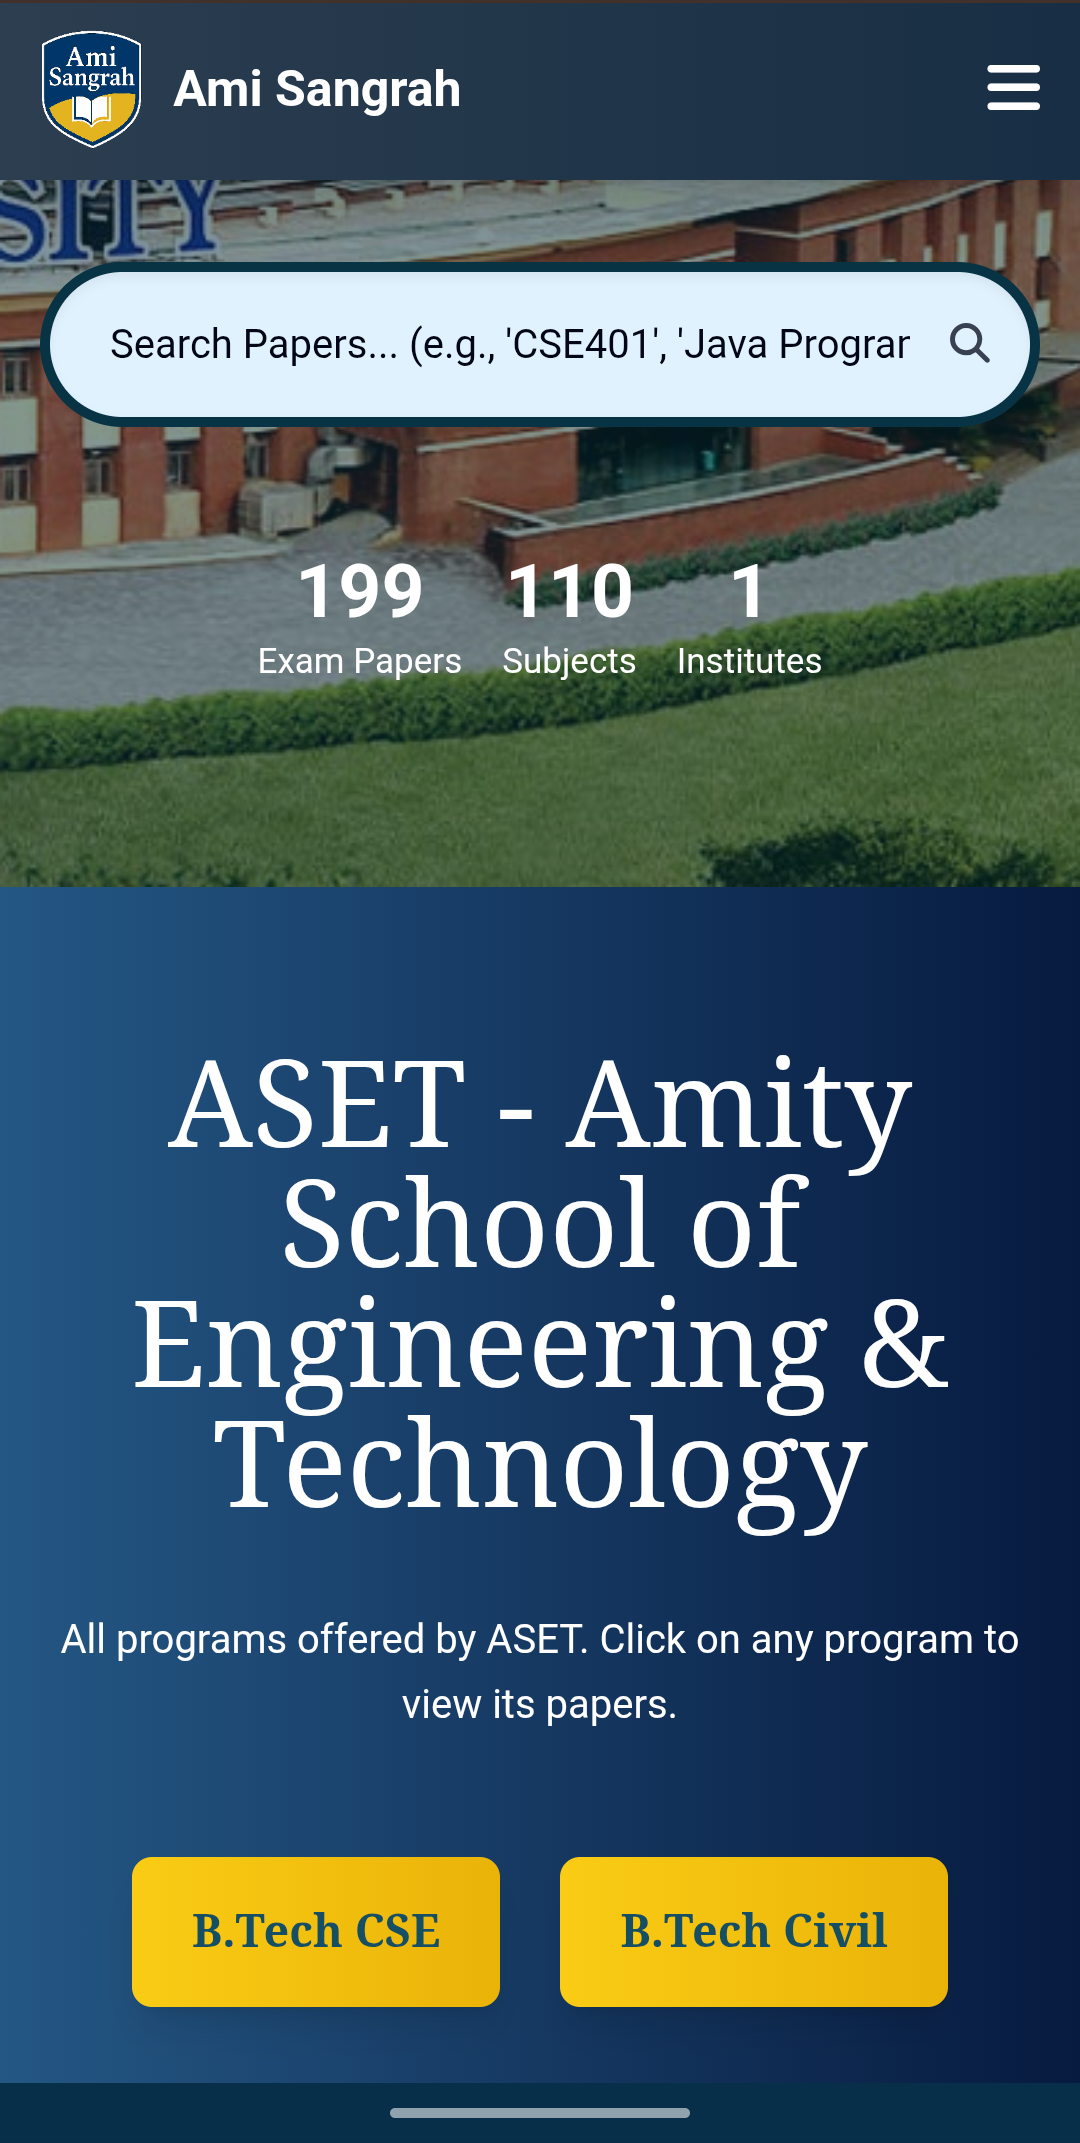 Ami
Sangrah
Ami Sangrah
SITY
Search Papers... (e.g., 'CSE401', 'Java Progra
199 110 1
Exam Papers Subjects Institutes
ASET - Amity
School of
Engineering &
Technology
All programs offered by ASET. Click on any program to
view its papers.
B.Tech CSE B.Tech Civil